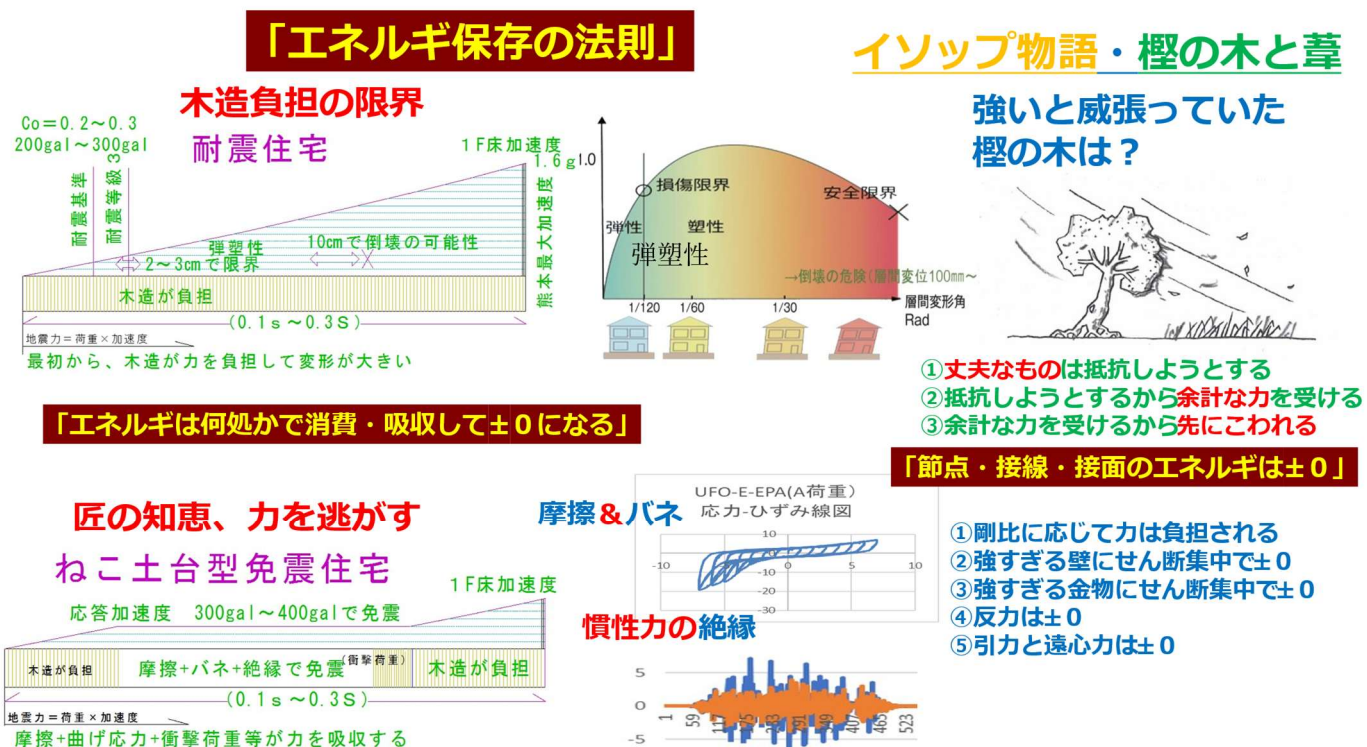 「エネルギ保存の法則」
木造負担の限界
Co=0.2~0.3
200gal~300gal
耐震住宅
1F床加速度
1.6g
耐震基準
耐震等級3
弾塑性
2~3cmで限界
10cmで倒壊の可能性
熊本最大加速度
木造が負担
(0.1s~0.3S)
地震力=荷重×加速度
最初から、木造が力を負担して変形が大きい
1.0
損傷限界
安全限界
弾性
塑性
弾塑性
→倒壊の危険(層間変位100mm~
1/120
1/60
1/30
層間変形角
Rad
イソップ物語・樫の木と葦
強いと威張っていた
樫の木は?
①丈夫なものは抵抗しようとする
②抵抗しようとするから余計な力を受ける
③余計な力を受けるから先にこわれる
「エネルギは何処かで消費・吸収して±0になる」
「節点・接線・接面のエネルギは±0」
匠の知恵、力を逃がす
ねこ土台型免震住宅
1F床加速度
応答加速度 300gal~400galで免震
木造が負担
摩擦+バネ+絶縁で免震
(衝撃荷重)
木造が負担
(0.1s~0.3S)
地震力=荷重×加速度
摩擦+曲げ応力+衝撃荷重等が力を吸収する
摩擦&バネ
UFO-E-EPA(A荷重)
応力-ひずみ線図
10
-10
-5
0
5
10
-10
-20
-30
慣性力の絶縁
5
0
-5
1
59
117
175
233
291
349
407
465
523
①剛比に応じて力は負担される
②強すぎる壁にせん断集中で±0
③強すぎる金物にせん断集中で±0
④反力は±0
⑤引力と遠心力は±0